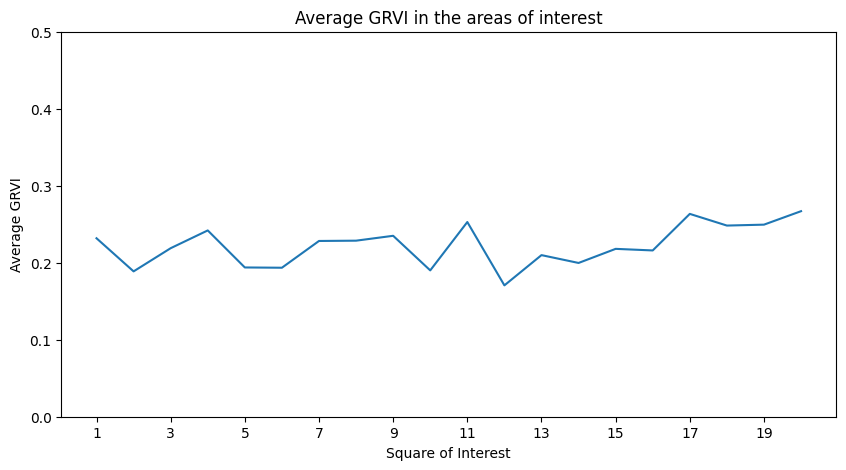 Average GRVI in the areas of interest
0.5
0.4
0.3
0.2
0.1
0.0
Average GRVI
1 3 5 7 9 11 13 15 17 19
Square of Interest